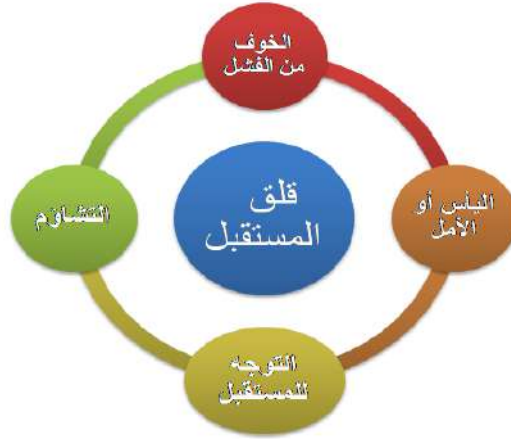 الخوف
من الفشل
اليأس أو
الأمل
قلق
المستقبل
التشاؤم
التوجه
للمستقبل